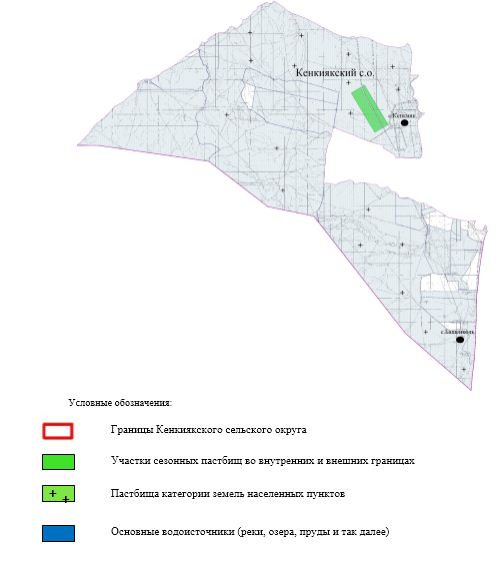 Кенкиякский с.о.
Условные обозначения:
Границы Кенкиякского сельского округа
Участки сезонных пастбищ во внутренних и внешних границах
Пастбища категории земель населенных пунктов
Основные водоисточники (реки, озера, пруды и так далее)